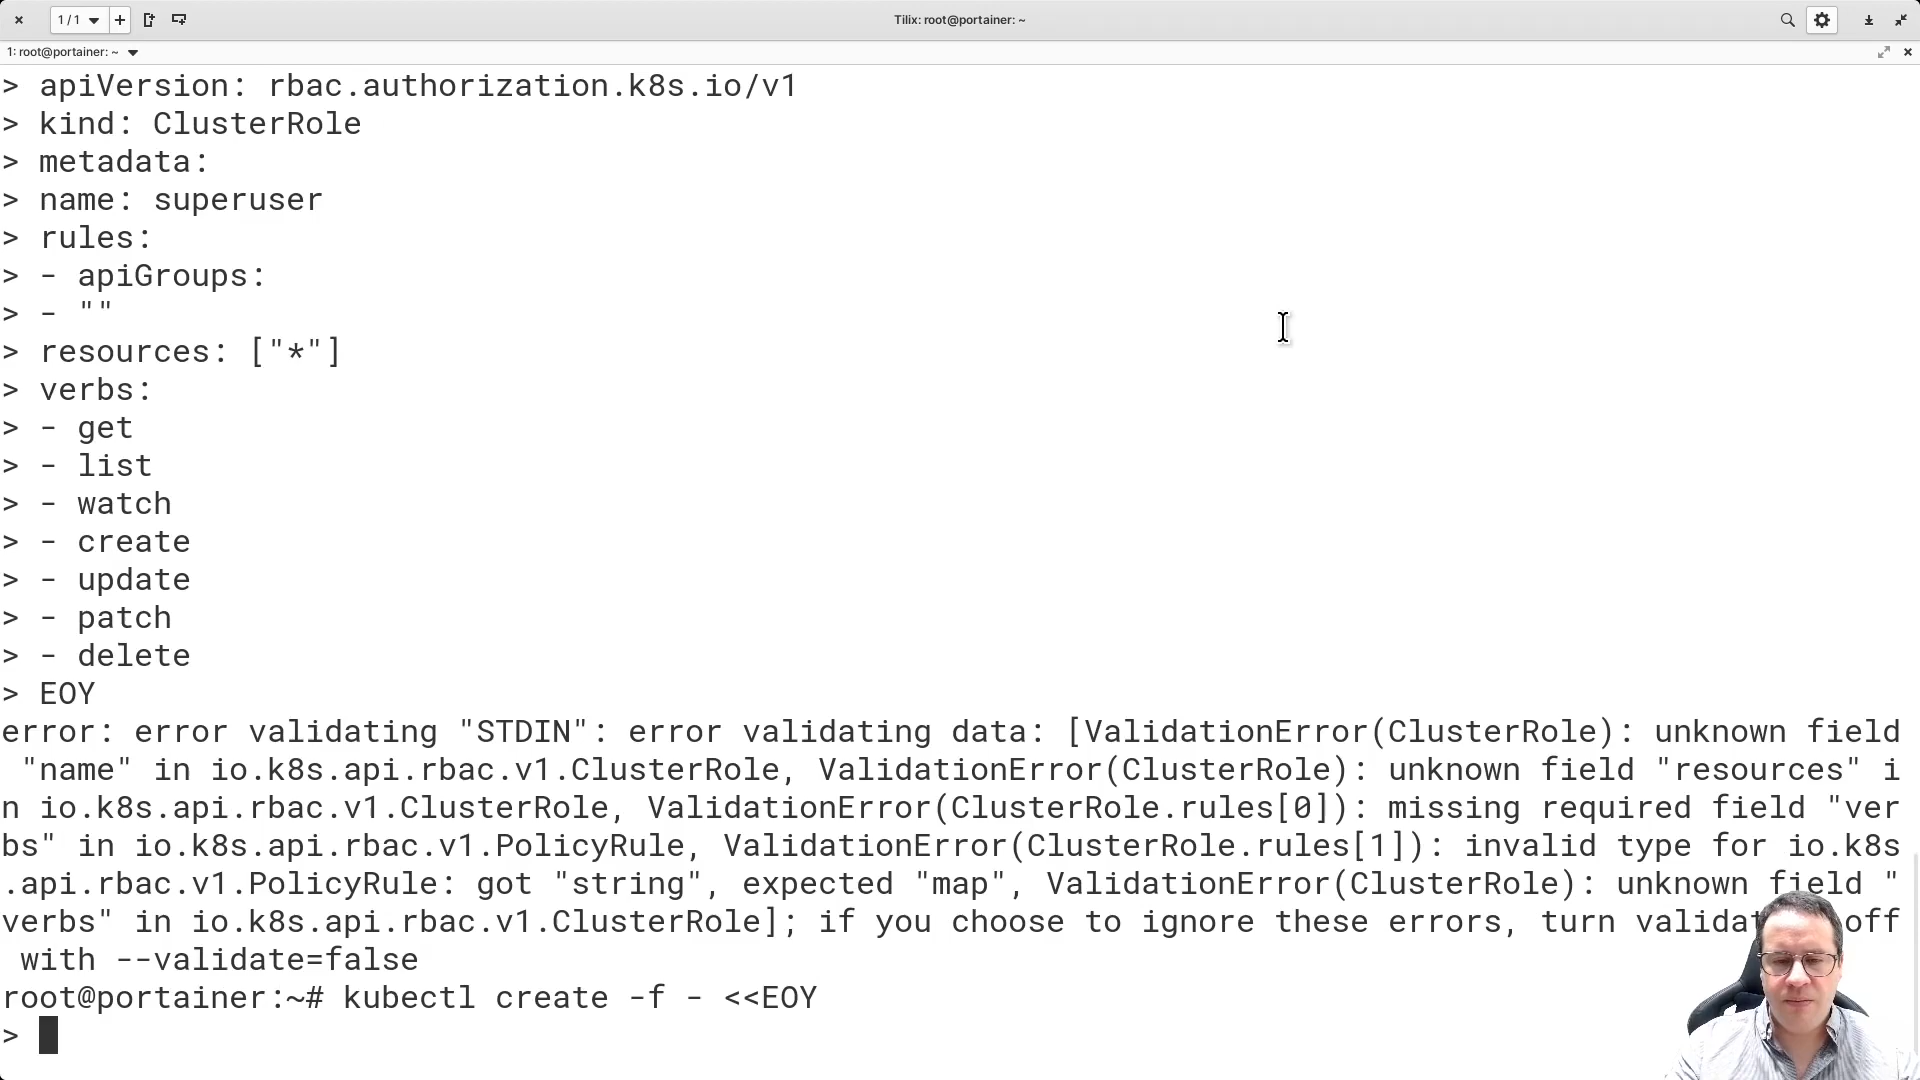 1 / 1
Tilix: root@portainer: ~
1: root@portainer: ~
> apiVersion: rbac.authorization.k8s.io/v1
> kind: ClusterRole
> metadata:
> name: superuser
> rules:
> - apiGroups:
> - ""
> resources: ["*"]
> verbs:
> - get
> - list
> - watch
> - create
> - update
> - patch
> - delete
> EOY
error: error validating "STDIN": error validating data: [ValidationError(ClusterRole): unknown field
"name" in io.k8s.api.rbac.v1.ClusterRole, ValidationError(ClusterRole): unknown field "resources" i
n io.k8s.api.rbac.v1.ClusterRole, ValidationError(ClusterRole.rules[0]): missing required field "ver
bs" in io.k8s.api.rbac.v1.PolicyRule, ValidationError(ClusterRole.rules[1]): invalid type for io.k8s
.api.rbac.v1.PolicyRule: got "string", expected "map", ValidationError(ClusterRole): unknown field "
verbs" in io.k8s.api.rbac.v1.ClusterRole]; if you choose to ignore these errors, turn off
with --validate=false
root@portainer:~# kubectl create -f - <<EOY
>